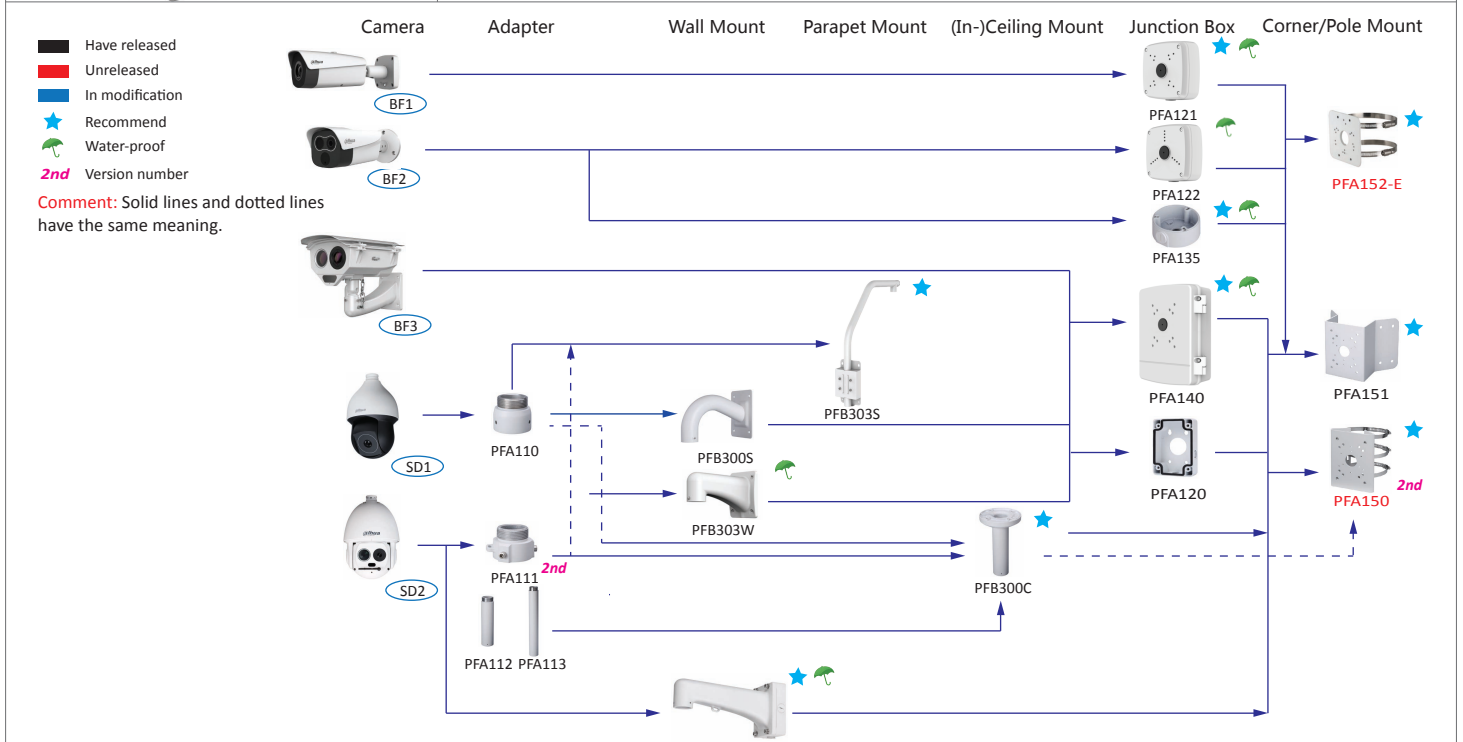 Camera Adapter Wall Mount Parapet Mount (In-)Ceiling Mount Junction Box Corner/Pole Mount
Have released
Unreleased
In modification
Recommend
Water-proof
2nd Version number
Comment: Solid lines and dotted lines
have the same meaning.
BF1
PFA121
BF2
PFA122
PFA152-E
PFA135
BF3
PFB303S
PFA140
PFA151
SD1
PFA110
PFB300S
PFA120
2nd
PFA150
PFB303W
PFA111 2nd
SD2
PFB300C
PFA112 PFA113